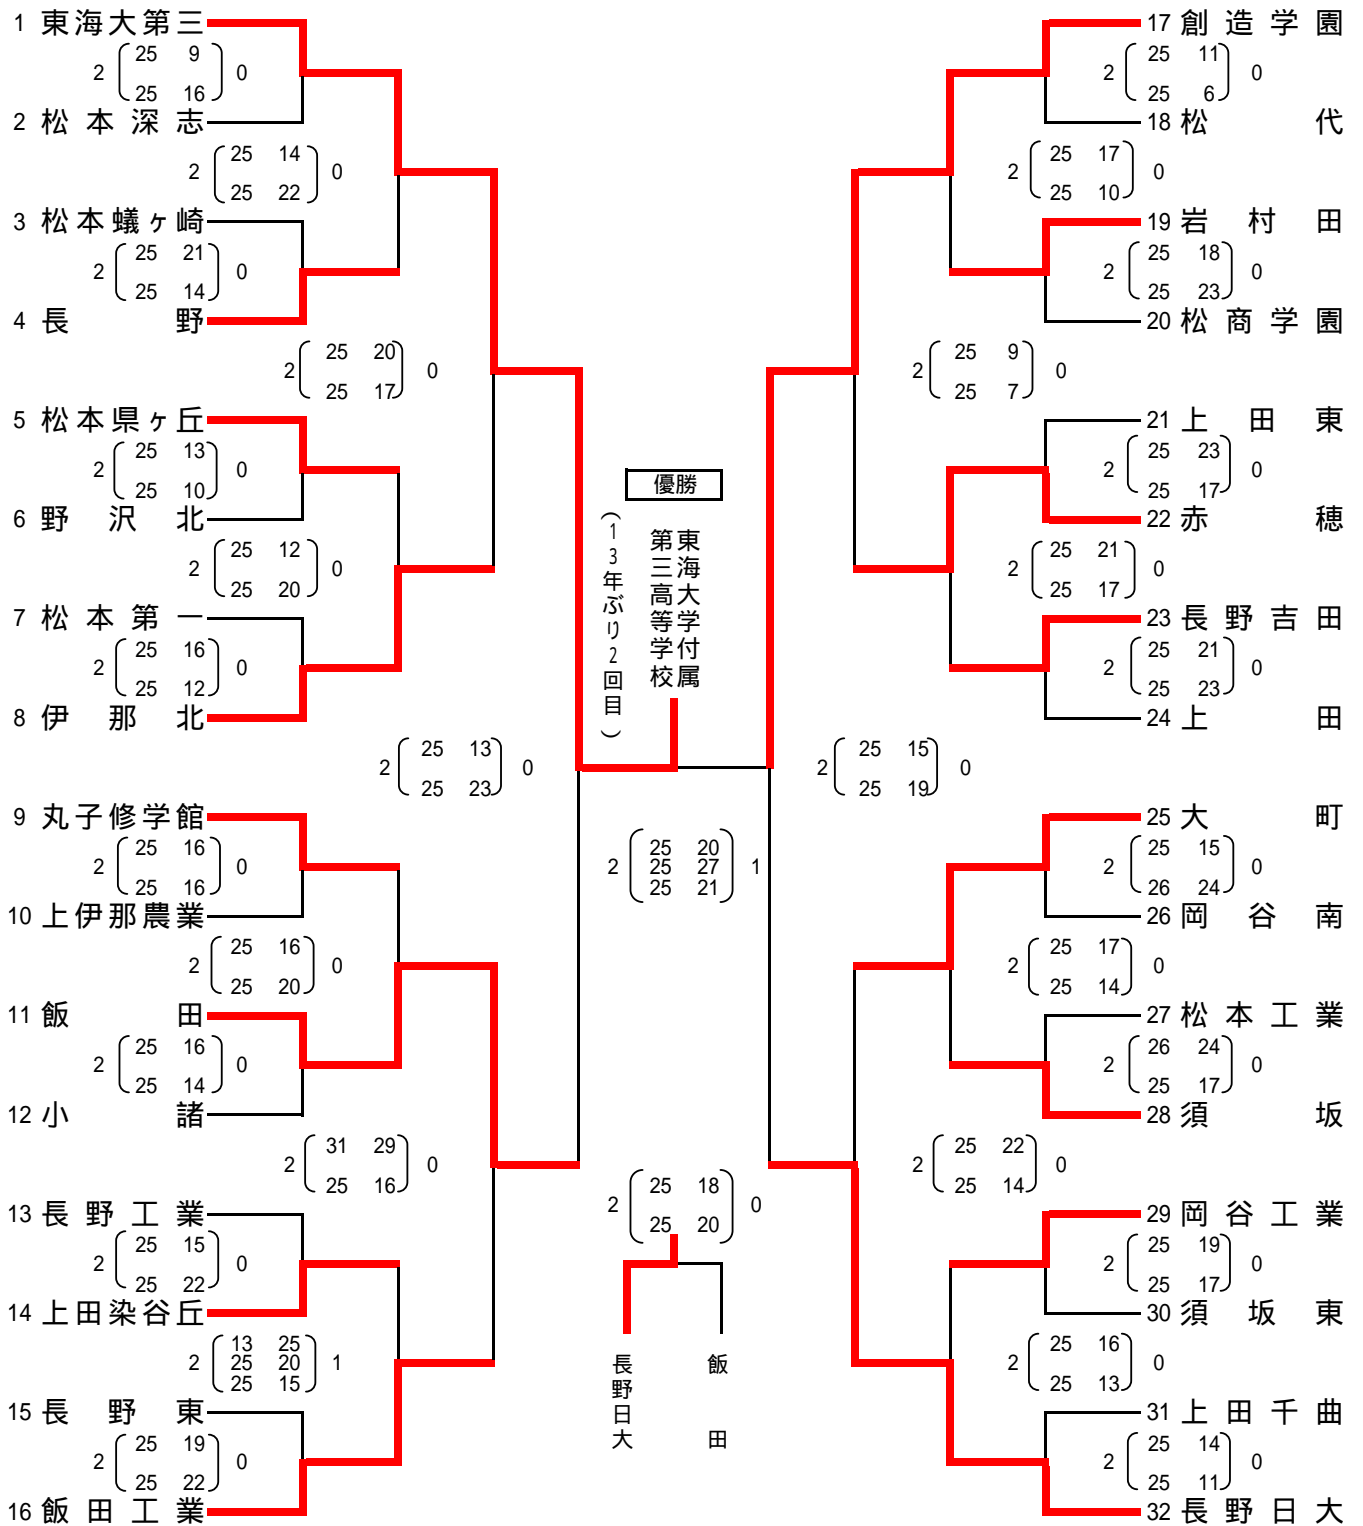 1 東海大第三
2 ( 25 9 25 16 ) 0
2 松本深志
2 ( 25 14 25 22 ) 0
3 松本蟻ヶ崎
2 ( 25 21 25 14 ) 0
4 長野
2 ( 25 20 25 17 ) 0
5 松本県ヶ丘
2 ( 25 13 25 10 ) 0
6 野沢北
2 ( 25 12 25 20 ) 0
7 松本第一
2 ( 25 16 25 12 ) 0
8 伊那北
2 ( 25 13 25 23 ) 0
9 丸子修学館
2 ( 25 16 25 16 ) 0
10 上伊那農業
2 ( 25 16 25 20 ) 0
11 飯田
2 ( 25 16 25 14 ) 0
12 小諸
2 ( 31 29 25 16 ) 0
13 長野工業
2 ( 25 15 25 22 ) 0
14 上田染谷丘
2 ( 13 25 25 20 25 15 ) 1
15 長野東
2 ( 25 19 25 22 ) 0
16 飯田工業
優勝
東海大学付属
第三高等学校
(13年ぶり2回目)
2 ( 25 20 25 27 25 21 ) 1
2 ( 25 18 25 20 ) 0
長野日大
飯田
17 創造学園
2 ( 25 11 25 6 ) 0
18 松代
2 ( 25 17 25 10 ) 0
19 岩村田
2 ( 25 18 25 23 ) 0
20 松商学園
2 ( 25 9 25 7 ) 0
21 上田東
2 ( 25 23 25 17 ) 0
22 赤穂
2 ( 25 21 25 17 ) 0
23 長野吉田
2 ( 25 21 25 23 ) 0
24 上田
2 ( 25 15 25 19 ) 0
25 大町
2 ( 25 15 26 24 ) 0
26 岡谷南
2 ( 25 17 25 14 ) 0
27 松本工業
2 ( 26 24 25 17 ) 0
28 須坂
2 ( 25 22 25 14 ) 0
29 岡谷工業
2 ( 25 19 25 17 ) 0
30 須坂東
2 ( 25 16 25 13 ) 0
31 上田千曲
2 ( 25 14 25 11 ) 0
32 長野日大